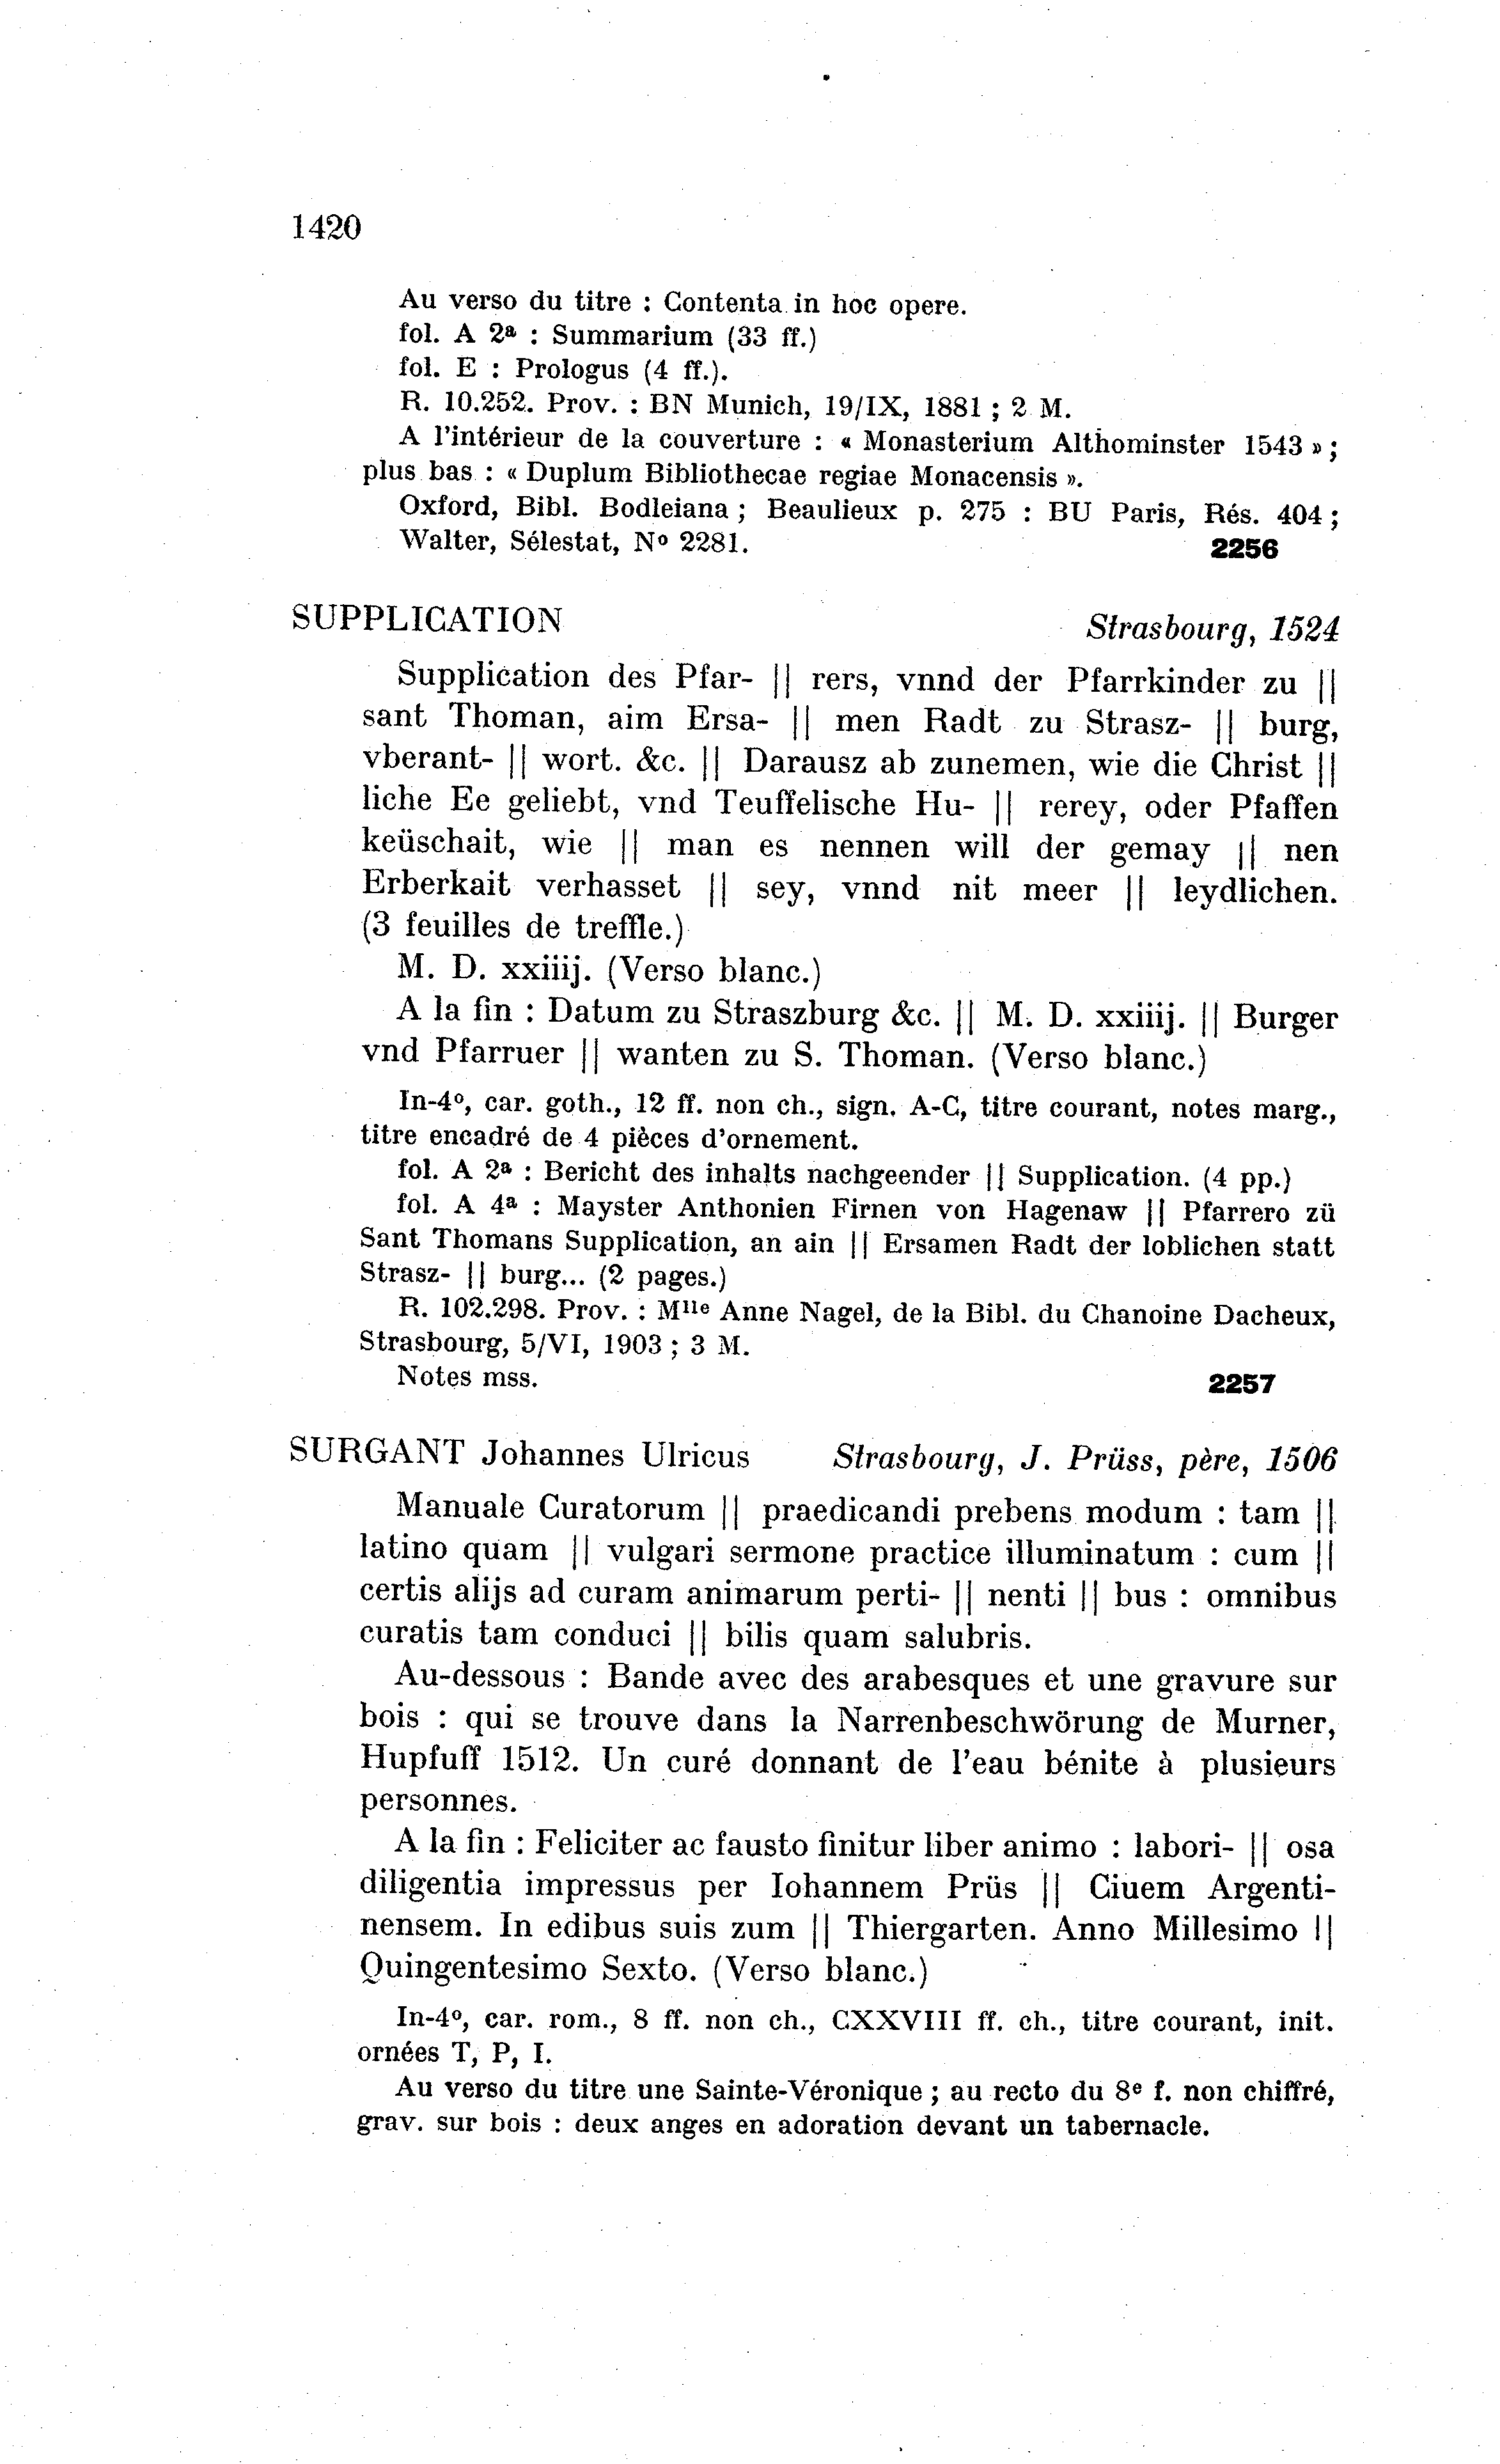 1420
Au verso du titre : Contenta in hoc opere.
fol. A 2ª : Summarium (33 ff.)
fol. E : Prologus (4 ff.).
R. 10.252. Prov. : BN Munich, 19/IX, 1881 ; 2 M.
A l'intérieur de la couverture : « Monasterium Althominster 1543 » ;
plus bas : « Duplum Bibliothecae regiae Monacensis ».
Oxford, Bibl. Bodleiana ; Beaulieux p. 275 : BU Paris, Rés. 404 ;
Walter, Sélestat, Nº 2281. 2256
SUPPLICATION Strasbourg, 1524
Supplication des Pfar- || rers, vnnd der Pfarrkinder zu ||
sant Thoman, aim Ersa- || men Radt zu Strasz- || burg,
vberant- || wort. &c. || Darausz ab zunemen, wie die Christ ||
liche Ee geliebt, vnd Teuffelische Hu- || rerey, oder Pfaffen
keüschait, wie || man es nennen will der gemay || nen
Erberkait verhasset || sey, vnnd nit meer || leydlichen.
(3 feuilles de treffle.)
M. D. xxiiij. (Verso blanc.)
A la fin : Datum zu Straszburg &c. || M. D. xxiiij. || Burger
vnd Pfarruer || wanten zu S. Thoman. (Verso blanc.)
In-4º, car. goth., 12 ff. non ch., sign. A-C, titre courant, notes marg.,
titre encadré de 4 pièces d'ornement.
fol. A 2ª : Bericht des inhalts nachgeender || Supplication. (4 pp.)
fol. A 4ª : Mayster Anthonien Firnen von Hagenaw || Pfarrero zü
Sant Thomans Supplication, an ain || Ersamen Radt der loblichen statt
Strasz- || burg... (2 pages.)
R. 102.298. Prov. : Mlle Anne Nagel, de la Bibl. du Chanoine Dacheux,
Strasbourg, 5/VI, 1903 ; 3 M.
Notes mss. 2257
SURGANT Johannes Ulricus Strasbourg, J. Prüss, père, 1506
Manuale Curatorum || praedicandi prebens modum : tam ||
latino quam || vulgari sermone practice illuminatum : cum ||
certis alijs ad curam animarum perti- || nenti || bus : omnibus
curatis tam conduci || bilis quam salubris.
Au-dessous : Bande avec des arabesques et une gravure sur
bois : qui se trouve dans la Narrenbeschwörung de Murner,
Hupfuff 1512. Un curé donnant de l'eau bénite à plusieurs
personnes.
A la fin : Feliciter ac fausto finitur liber animo : labori- || osa
diligentia impressus per Iohannem Prüs || Ciuem Argenti-
nensem. In edibus suis zum || Thiergarten. Anno Millesimo ||
Quingentesimo Sexto. (Verso blanc.)
In-4º, car. rom., 8 ff. non ch., CXXVIII ff. ch., titre courant, init.
ornées T, P, I.
Au verso du titre une Sainte-Véronique ; au recto du 8e f. non chiffré,
grav. sur bois : deux anges en adoration devant un tabernacle.